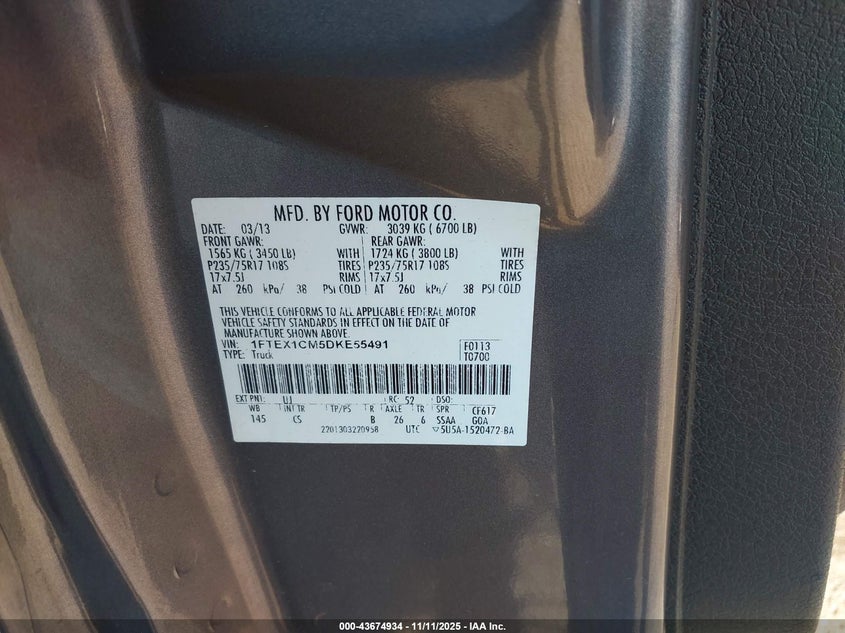 MFD. BY FORD MOTOR CO.
DATE: 03/13 GVWR: 3039 KG ( 6700 LB)
FRONT GAWR: REAR GAWR:
1565 KG ( 3450 LB) WITH 1724 KG ( 3800 LB) WITH
P235/75R17 108S TIRES P235/75R17 108S TIRES
17x7.5J RIMS 17x7.5J RIMS
AT 260 kPa/ 38 PSI COLD AT 260 kPa/ 38 PSI COLD
THIS VEHICLE CONFORMS TO ALL APPLICABLE FEDERAL MOTOR
VEHICLE SAFETY STANDARDS IN EFFECT ON THE DATE OF
MANUFACTURE SHOWN ABOVE.
VIN: 1FTEX1CM5DKE55491 F0113
TYPE: Truck T0700
EXT PNT: UJ RC: 52 DSO:
WB INT TR TP/PS R AXLE TR SPR CF617
145 CS B 26 6 SSAA GOA
2201303220958 UTC ▽5U5A-1520472-BA
000-43674934 - 11/11/2025 - IAA Inc.